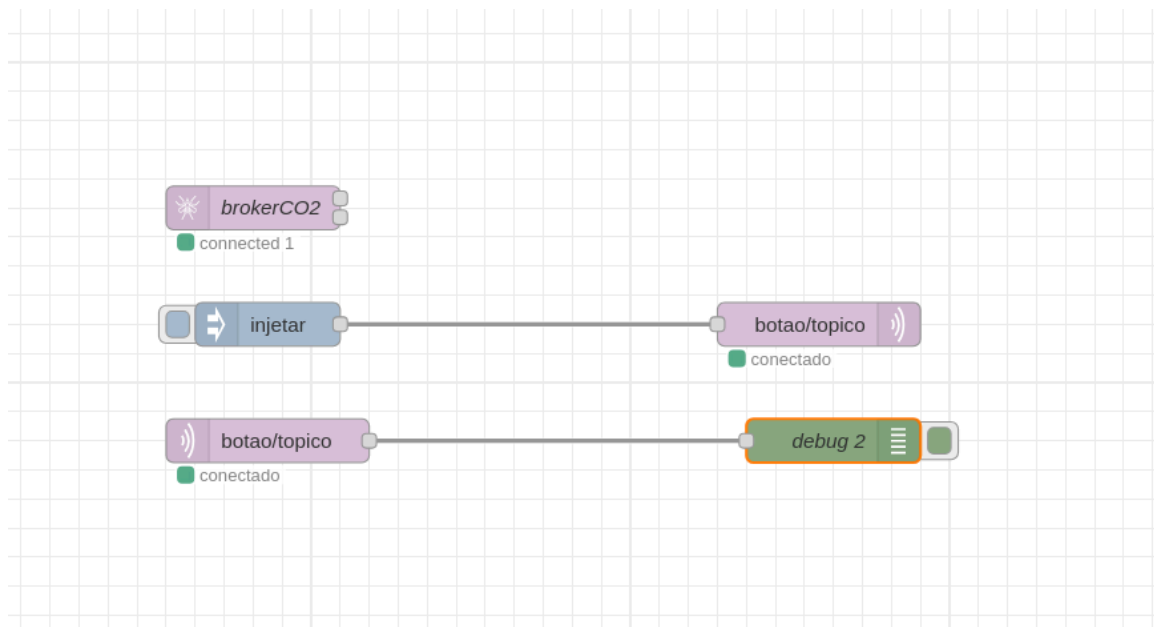 brokerCO2
connected 1
injetar
botao/topico
conectado
botao/topico
debug 2
conectado